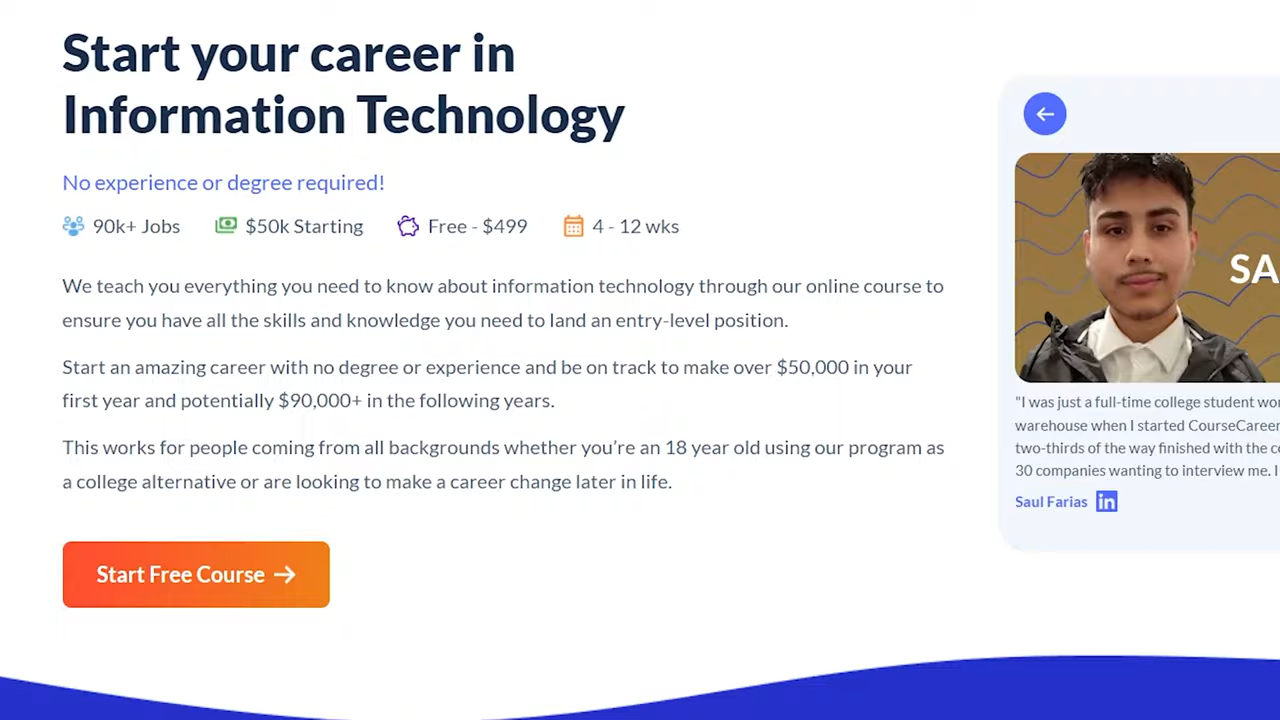 Start your career in
Information Technology
No experience or degree required!
90k+ Jobs $50k Starting Free - $499 4 - 12 wks
We teach you everything you need to know about information technology through our online course to
ensure you have all the skills and knowledge you need to land an entry-level position.
Start an amazing career with no degree or experience and be on track to make over $50,000 in your
first year and potentially $90,000+ in the following years.
This works for people coming from all backgrounds whether you’re an 18 year old using our program as
a college alternative or are looking to make a career change later in life.
Start Free Course
SA
"I was just a full-time college student
warehouse when I started
two-thirds of the way finished with the
30 companies wanting to interview me. I
Saul Farias in